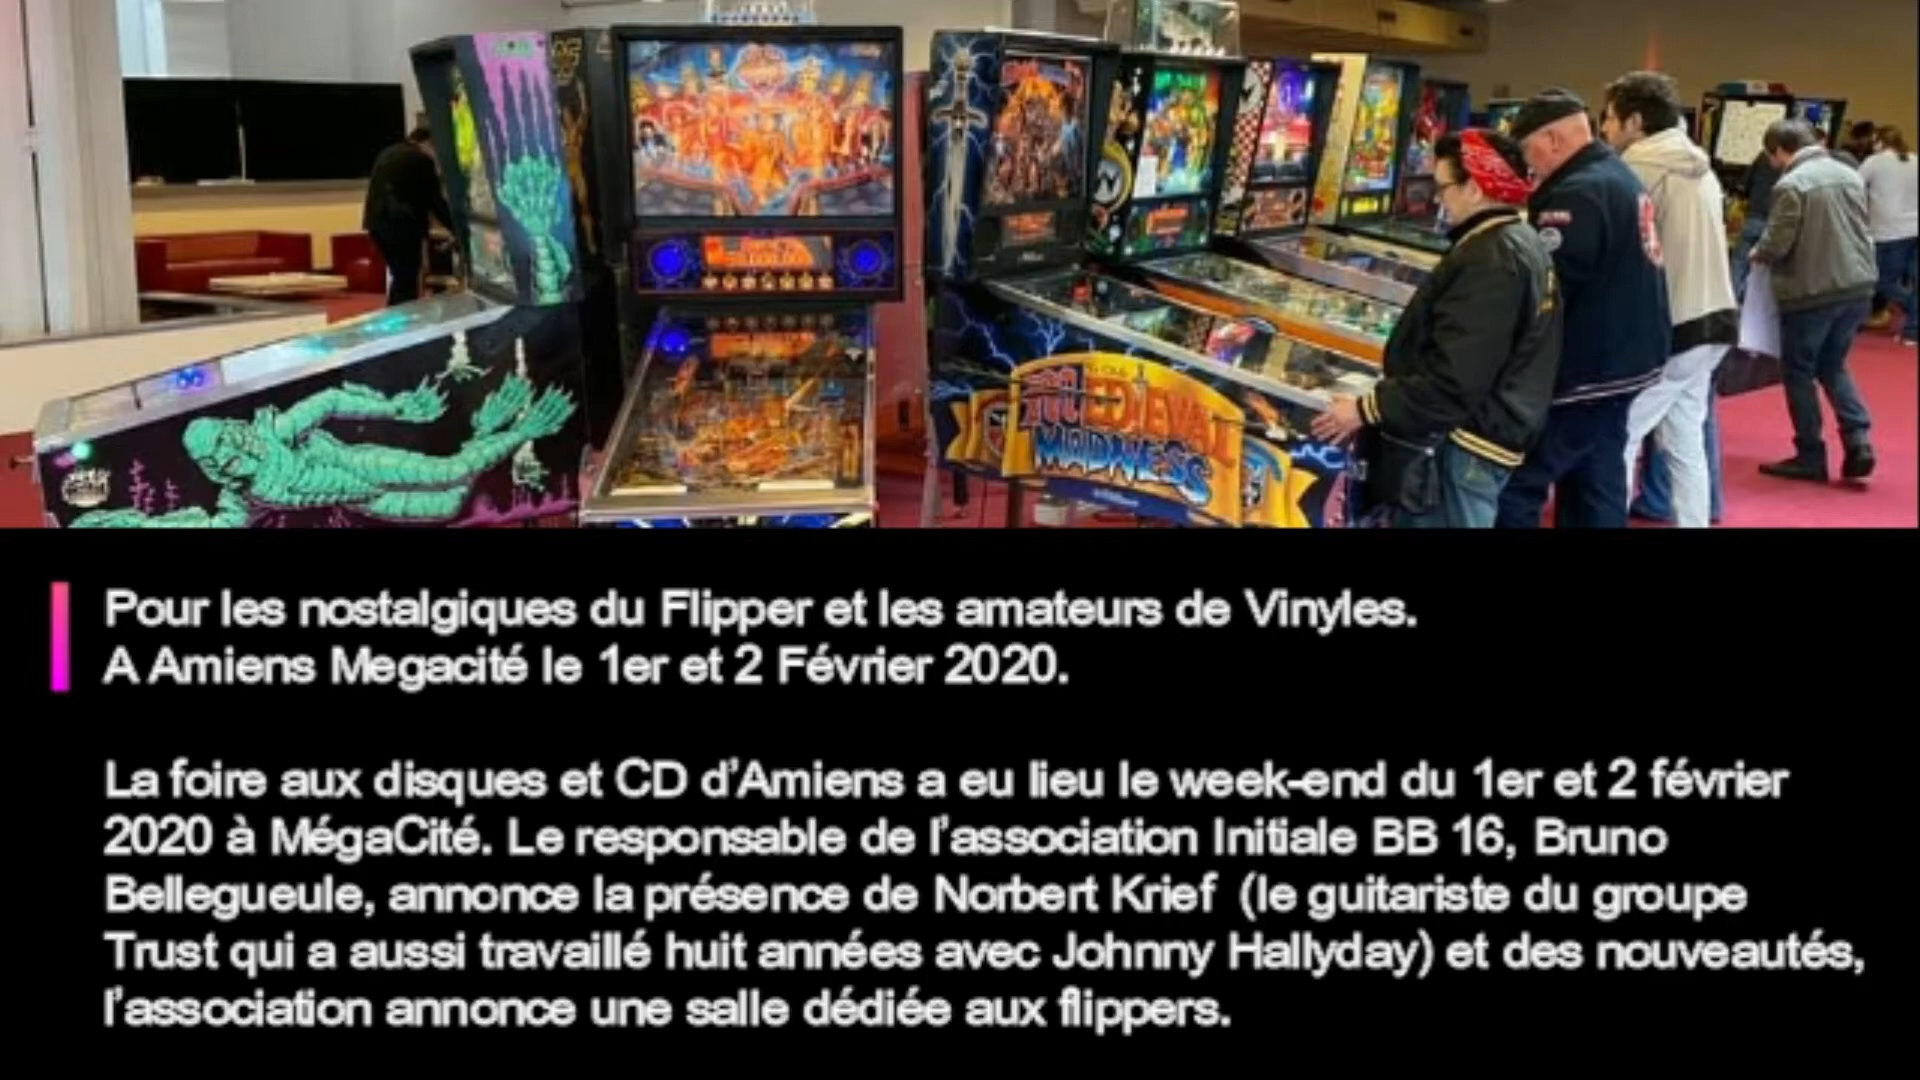 MEDIEVAL
MADNESS
Pour les nostalgiques du Flipper et les amateurs de Vinyles.
A Amiens Megacité le 1er et 2 Février 2020.
La foire aux disques et CD d'Amiens a eu lieu le week-end du 1er et 2 février
2020 à MégaCité. Le responsable de l'association Initiale BB 16, Bruno
Bellegueule, annonce la présence de Norbert Krief (le guitariste du groupe
Trust qui a aussi travaillé huit années avec Johnny Hallyday) et des nouveautés,
l'association annonce une salle dédiée aux flippers.